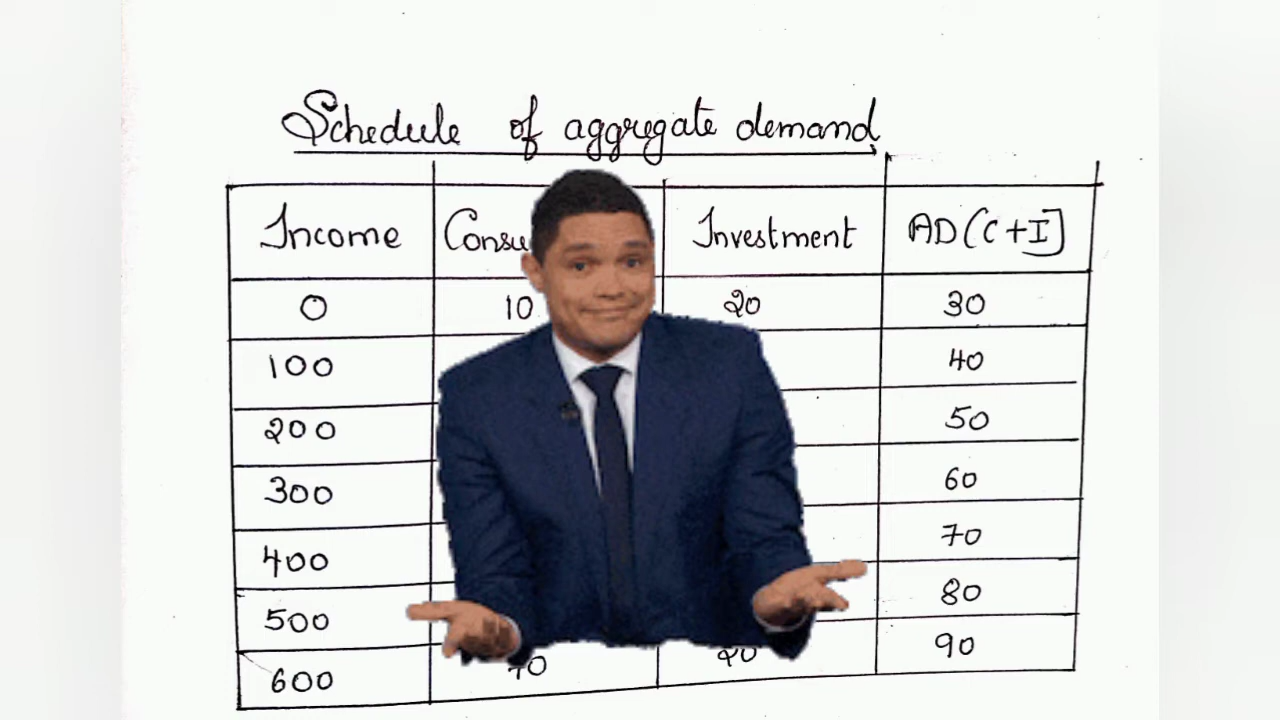 Schedule of aggregate demand
Income Investment AD(C+I]
0 10 20 30
100 40
200 50
300 60
400 70
500 80
600 20 90